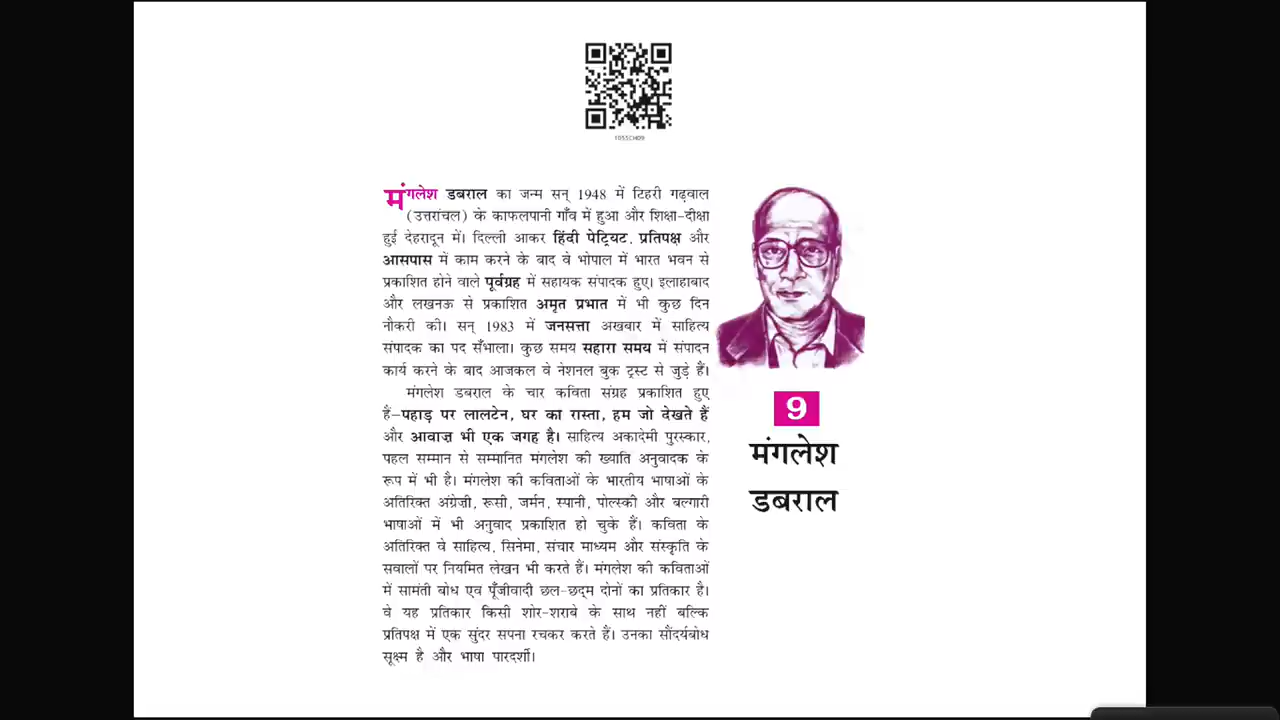 1055CH09
मंगलेश डबराल का जन्म सन् 1948 में टिहरी गढ़वाल
(उत्तरांचल) के काफलपानी गाँव में हुआ और शिक्षा-दीक्षा
हुई देहरादून में। दिल्ली आकर हिंदी पेट्रियट, प्रतिपक्ष और
आसपास में काम करने के बाद वे भोपाल में भारत भवन से
प्रकाशित होने वाले पूर्वग्रह में सहायक संपादक हुए। इलाहाबाद
और लखनऊ से प्रकाशित अमृत प्रभात में भी कुछ दिन
नौकरी की। सन् 1983 में जनसत्ता अखबार में साहित्य
संपादक का पद सँभाला। कुछ समय सहारा समय में संपादन
कार्य करने के बाद आजकल वे नेशनल बुक ट्रस्ट से जुड़े हैं।
मंगलेश डबराल के चार कविता संग्रह प्रकाशित हुए
हैं–पहाड़ पर लालटेन, घर का रास्ता, हम जो देखते हैं
और आवाज़ भी एक जगह है। साहित्य अकादेमी पुरस्कार,
पहल सम्मान से सम्मानित मंगलेश की ख्याति अनुवादक के
रूप में भी है। मंगलेश की कविताओं के भारतीय भाषाओं के
अतिरिक्त अंग्रेज़ी, रूसी, जर्मन, स्पानी, पोल्स्की और बल्गारी
भाषाओं में भी अनुवाद प्रकाशित हो चुके हैं। कविता के
अतिरिक्त वे साहित्य, सिनेमा, संचार माध्यम और संस्कृति के
सवालों पर नियमित लेखन भी करते हैं। मंगलेश की कविताओं
में सामंती बोध एव पूँजीवादी छल-छद्म दोनों का प्रतिकार है।
वे यह प्रतिकार किसी शोर-शराबे के साथ नहीं बल्कि
प्रतिपक्ष में एक सुंदर सपना रचकर करते हैं। उनका सौंदर्यबोध
सूक्ष्म है और भाषा पारदर्शी।
9
मंगलेश
डबराल